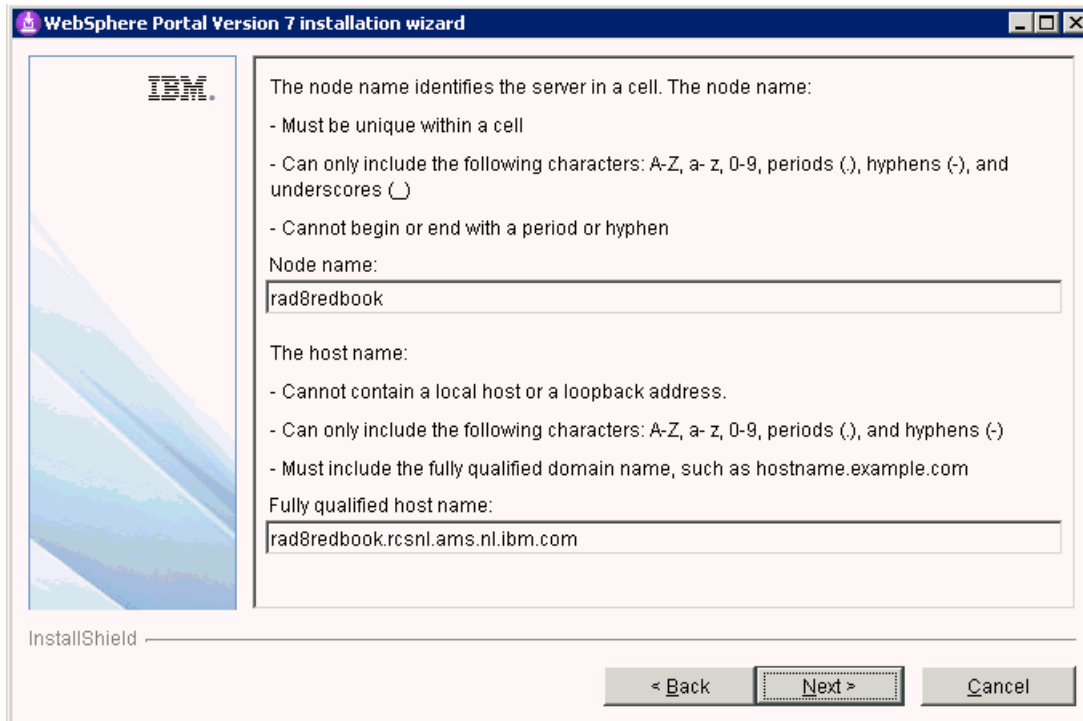 WebSphere Portal Version 7 installation wizard
IBM.
The node name identifies the server in a cell. The node name:
- Must be unique within a cell
- Can only include the following characters: A-Z, a- z, 0-9, periods (.), hyphens (-), and
underscores (_)
- Cannot begin or end with a period or hyphen
Node name:
rad8redbook
The host name:
- Cannot contain a local host or a loopback address.
- Can only include the following characters: A-Z, a- z, 0-9, periods (.), and hyphens (-)
- Must include the fully qualified domain name, such as hostname.example.com
Fully qualified host name:
rad8redbook.rcsnl.ams.nl.ibm.com
InstallShield
< Back Next > Cancel